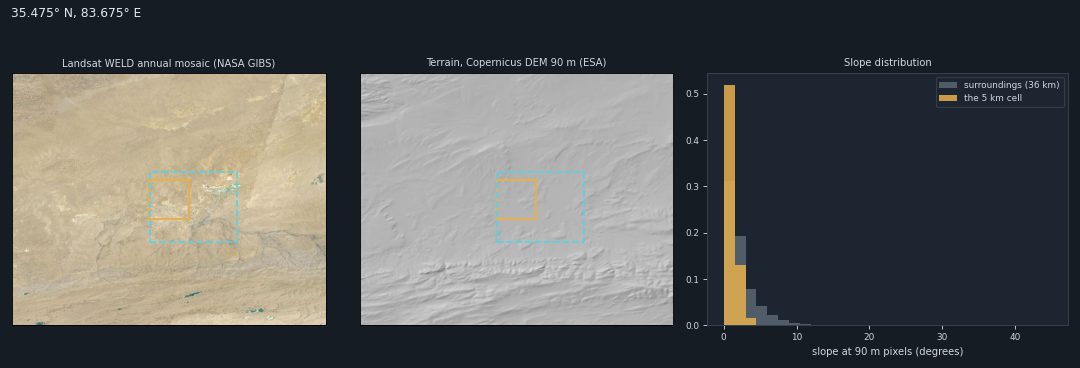 35.475° N, 83.675° E
Landsat WELD annual mosaic (NASA GIBS)
Terrain, Copernicus DEM 90 m (ESA)
Slope distribution
surroundings (36 km)
the 5 km cell
0.5
0.4
0.3
0.2
0.1
0.0
0 10 20 30 40
slope at 90 m pixels (degrees)